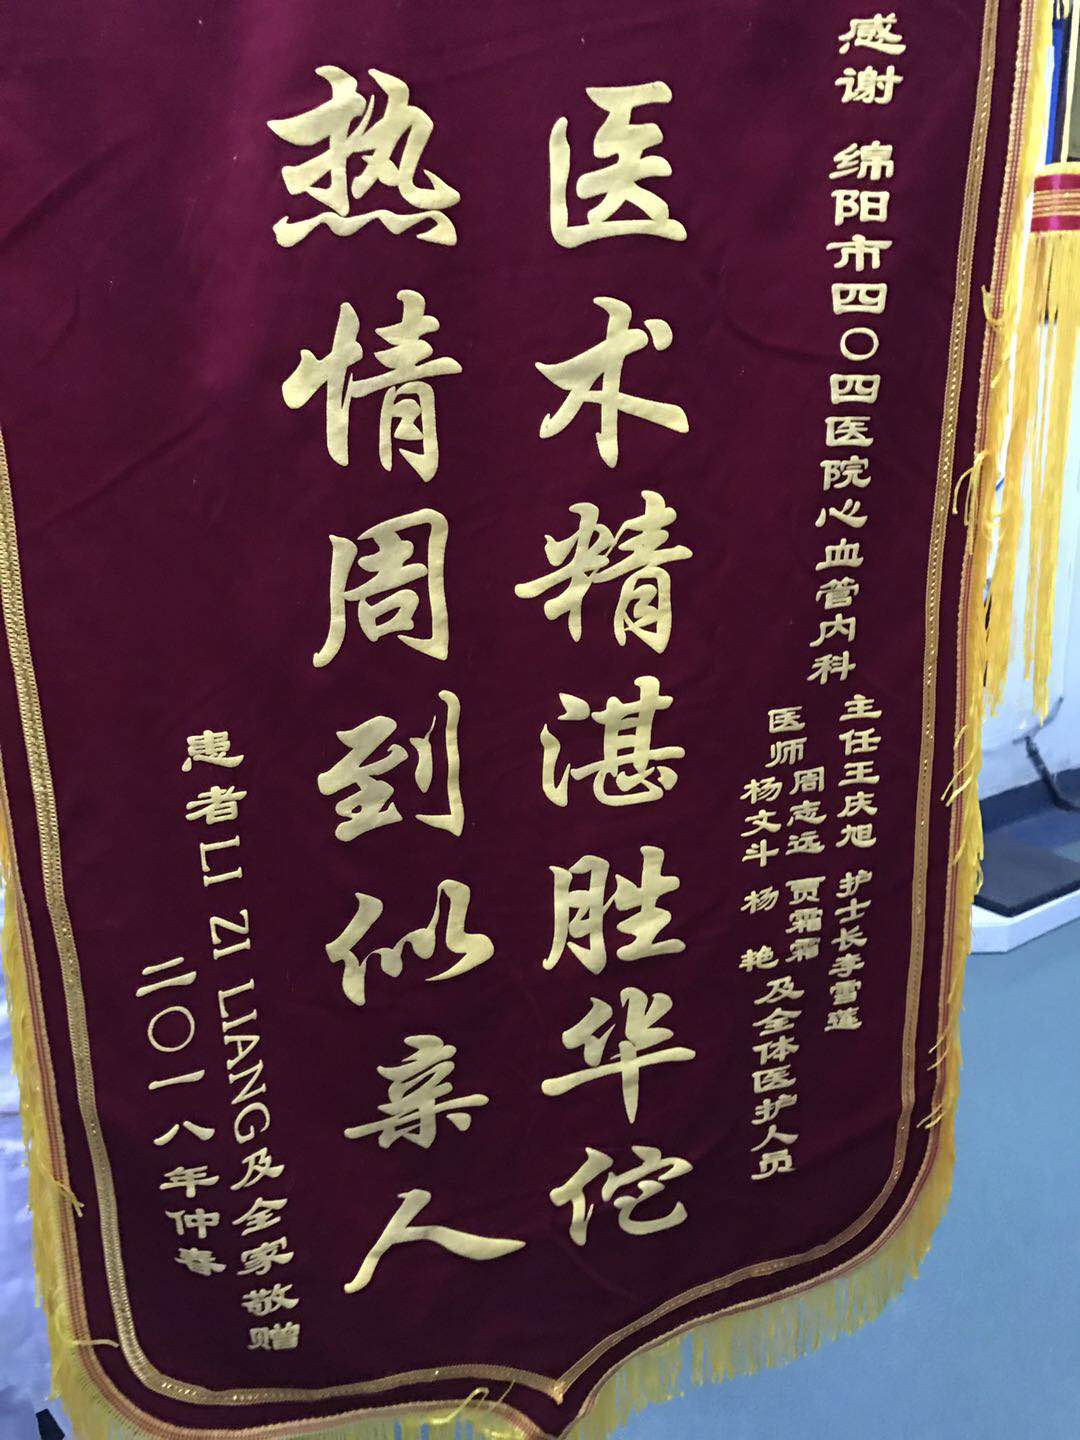 感谢 绵阳市四〇四医院心血管内科
主任王庆旭 护士长李雪莲
医师周志远 贾霜霜
杨文斗 杨艳及全体医护人员
医术精湛胜华佗
热情周到似亲人
患者LI ZI LIANG及全家敬赠
二〇一八年仲春